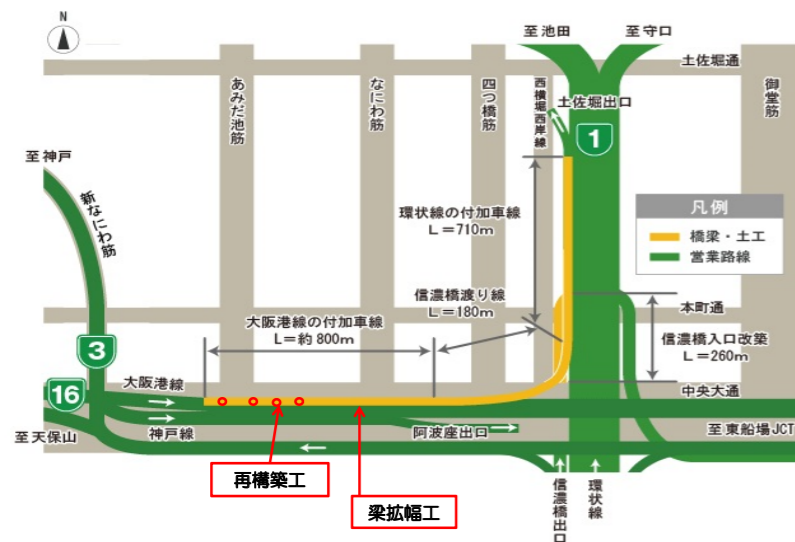 N
至池田
至守口
土佐堀通
あみだ池筋
なにわ筋
四つ橋筋
西横堀西岸線
土佐堀出口
御堂筋
1
至神戸
新なにわ筋
凡例
橋梁・土工
営業路線
環状線の付加車線
L=710m
信濃橋渡り線
L=180m
大阪港線の付加車線
L=約800m
本町通
信濃橋入口改築
L=260m
3
16
大阪港線
中央大通
至天保山
神戸線
阿波座出口
至東船場JCT
再構築工
梁拡幅工
信濃橋出口
環状線